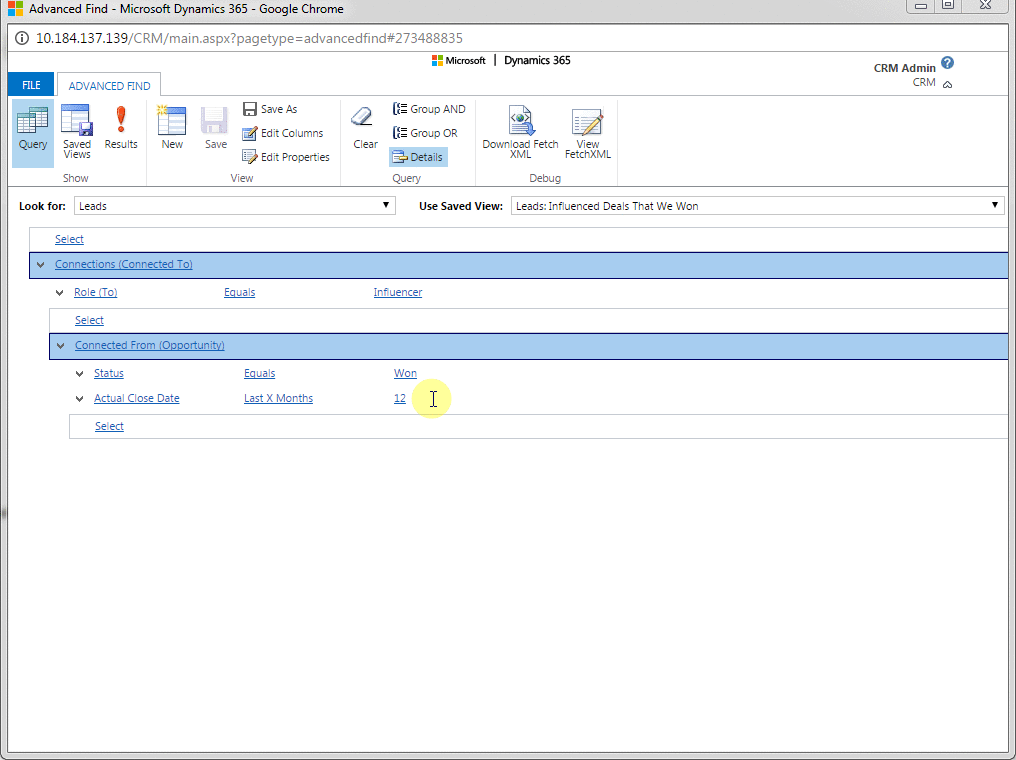 Advanced Find - Microsoft Dynamics 365 - Google Chrome
10.184.137.139/CRM/main.aspx?pagetype=advancedfind#273488835
Microsoft | Dynamics 365
CRM Admin ?
CRM
FILE ADVANCED FIND
Query Saved Views Results New Save Save As Edit Columns Edit Properties Clear Group AND Group OR Details Download Fetch XML View FetchXML
Show View Query Debug
Look for: Leads Use Saved View: Leads: Influenced Deals That We Won
Select
Connections (Connected To)
Role (To) Equals Influencer
Select
Connected From (Opportunity)
Status Equals Won
Actual Close Date Last X Months 12
Select